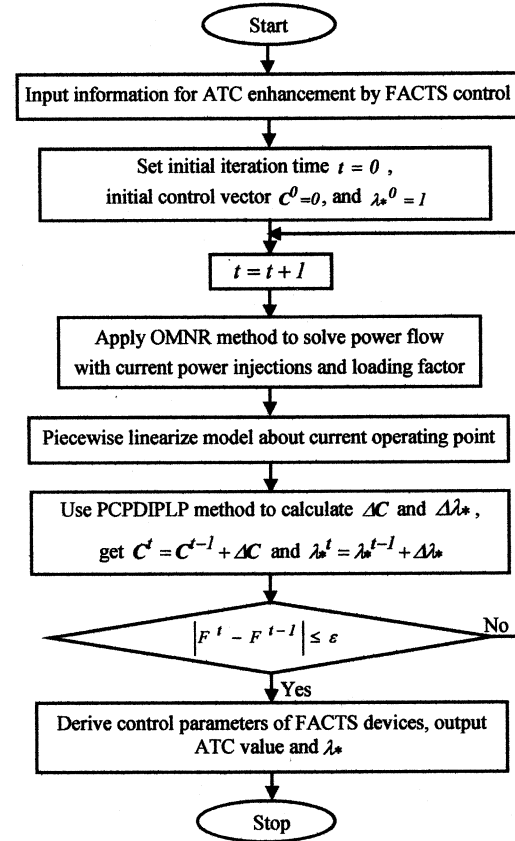 Start
Input information for ATC enhancement by FACTS control
Set initial iteration time t = 0 ,
initial control vector C⁰=0, and λ*⁰ = 1
t = t + 1
Apply OMNR method to solve power flow
with current power injections and loading factor
Piecewise linearize model about current operating point
Use PCPDIPLP method to calculate ΔC and Δλ* ,
get Cᵗ = Cᵗ⁻¹ + ΔC and λ*ᵗ = λ*ᵗ⁻¹ + Δλ*
|F ᵗ − F ᵗ⁻¹| ≤ ε
No
Yes
Derive control parameters of FACTS devices, output
ATC value and λ*
Stop